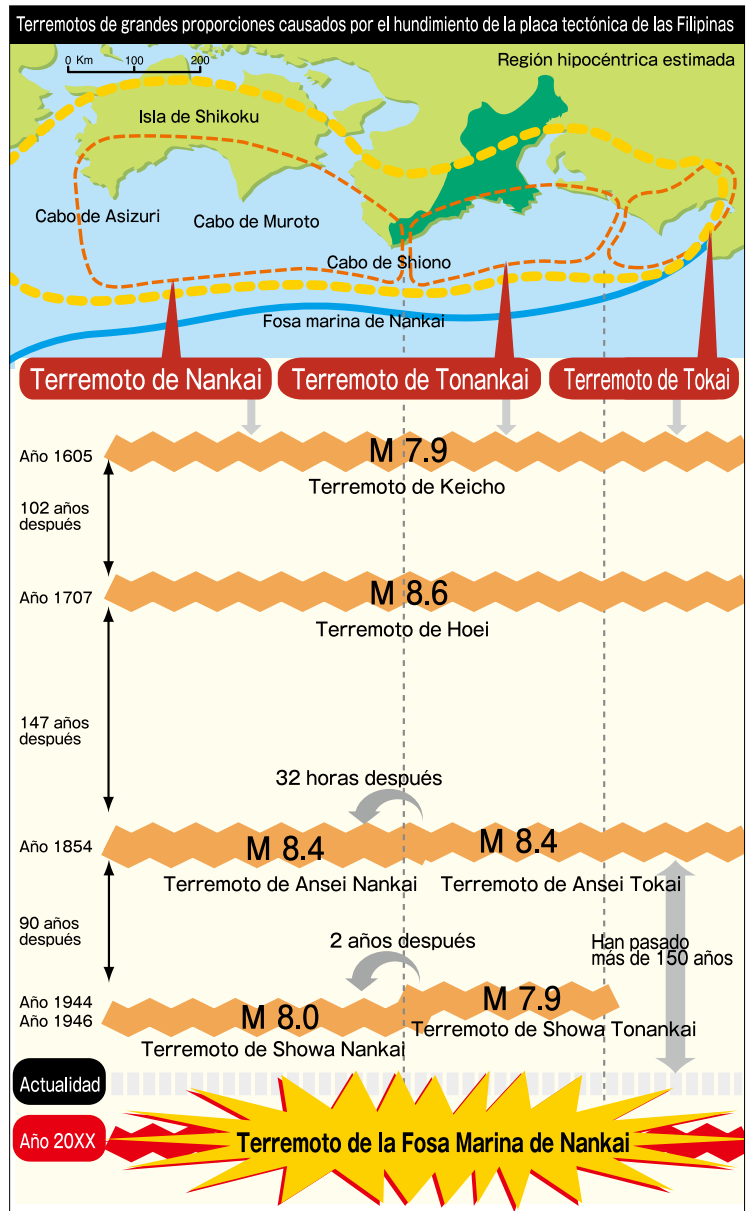 Terremotos de grandes proporciones causados por el hundimiento de la placa tectónica de las Filipinas
0 Km 100 200
Región hipocéntrica estimada
Isla de Shikoku
Cabo de Asizuri
Cabo de Muroto
Cabo de Shiono
Fosa marina de Nankai
Terremoto de Nankai
Terremoto de Tonankai
Terremoto de Tokai
Año 1605
M 7.9
Terremoto de Keicho
102 años
después
Año 1707
M 8.6
Terremoto de Hoei
147 años
después
32 horas después
Año 1854
M 8.4
M 8.4
Terremoto de Ansei Nankai
Terremoto de Ansei Tokai
90 años
después
2 años después
Han pasado
más de 150 años
Año 1944
Año 1946
M 8.0
M 7.9
Terremoto de Showa Nankai
Terremoto de Showa Tonankai
Actualidad
Año 20XX
Terremoto de la Fosa Marina de Nankai